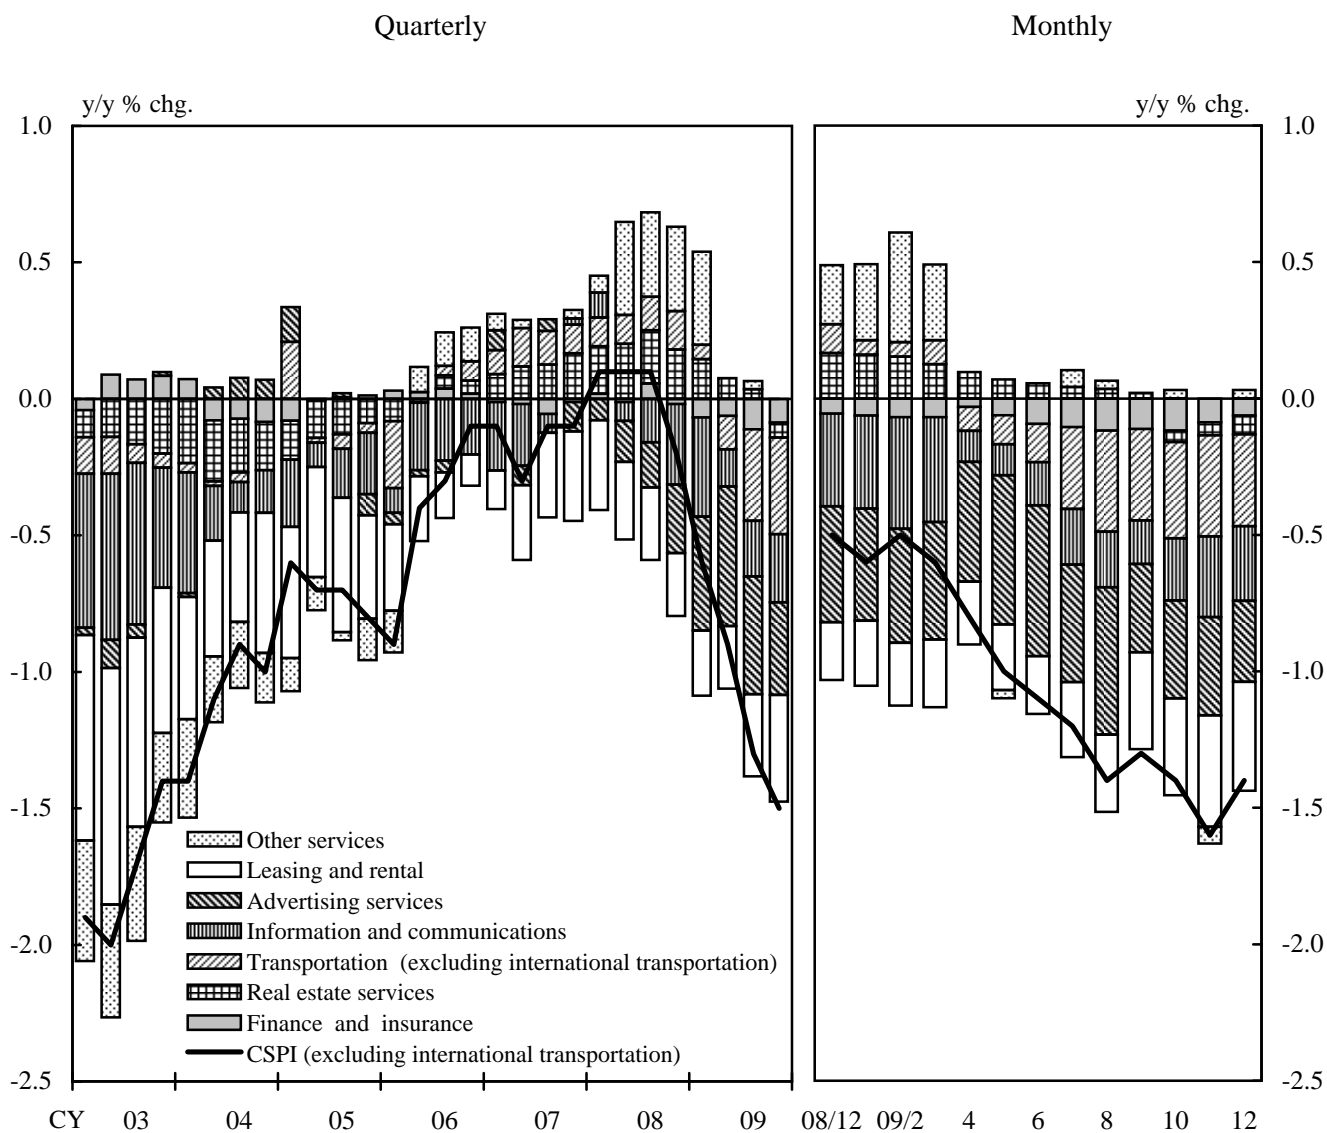 Quarterly
Monthly
y/y % chg.
y/y % chg.
1.0
0.5
0.0
-0.5
-1.0
-1.5
-2.0
-2.5
1.0
0.5
0.0
-0.5
-1.0
-1.5
-2.0
-2.5
Other services
Leasing and rental
Advertising services
Information and communications
Transportation (excluding international transportation)
Real estate services
Finance and insurance
CSPI (excluding international transportation)
CY 03 04 05 06 07 08 09
08/12 09/2 4 6 8 10 12